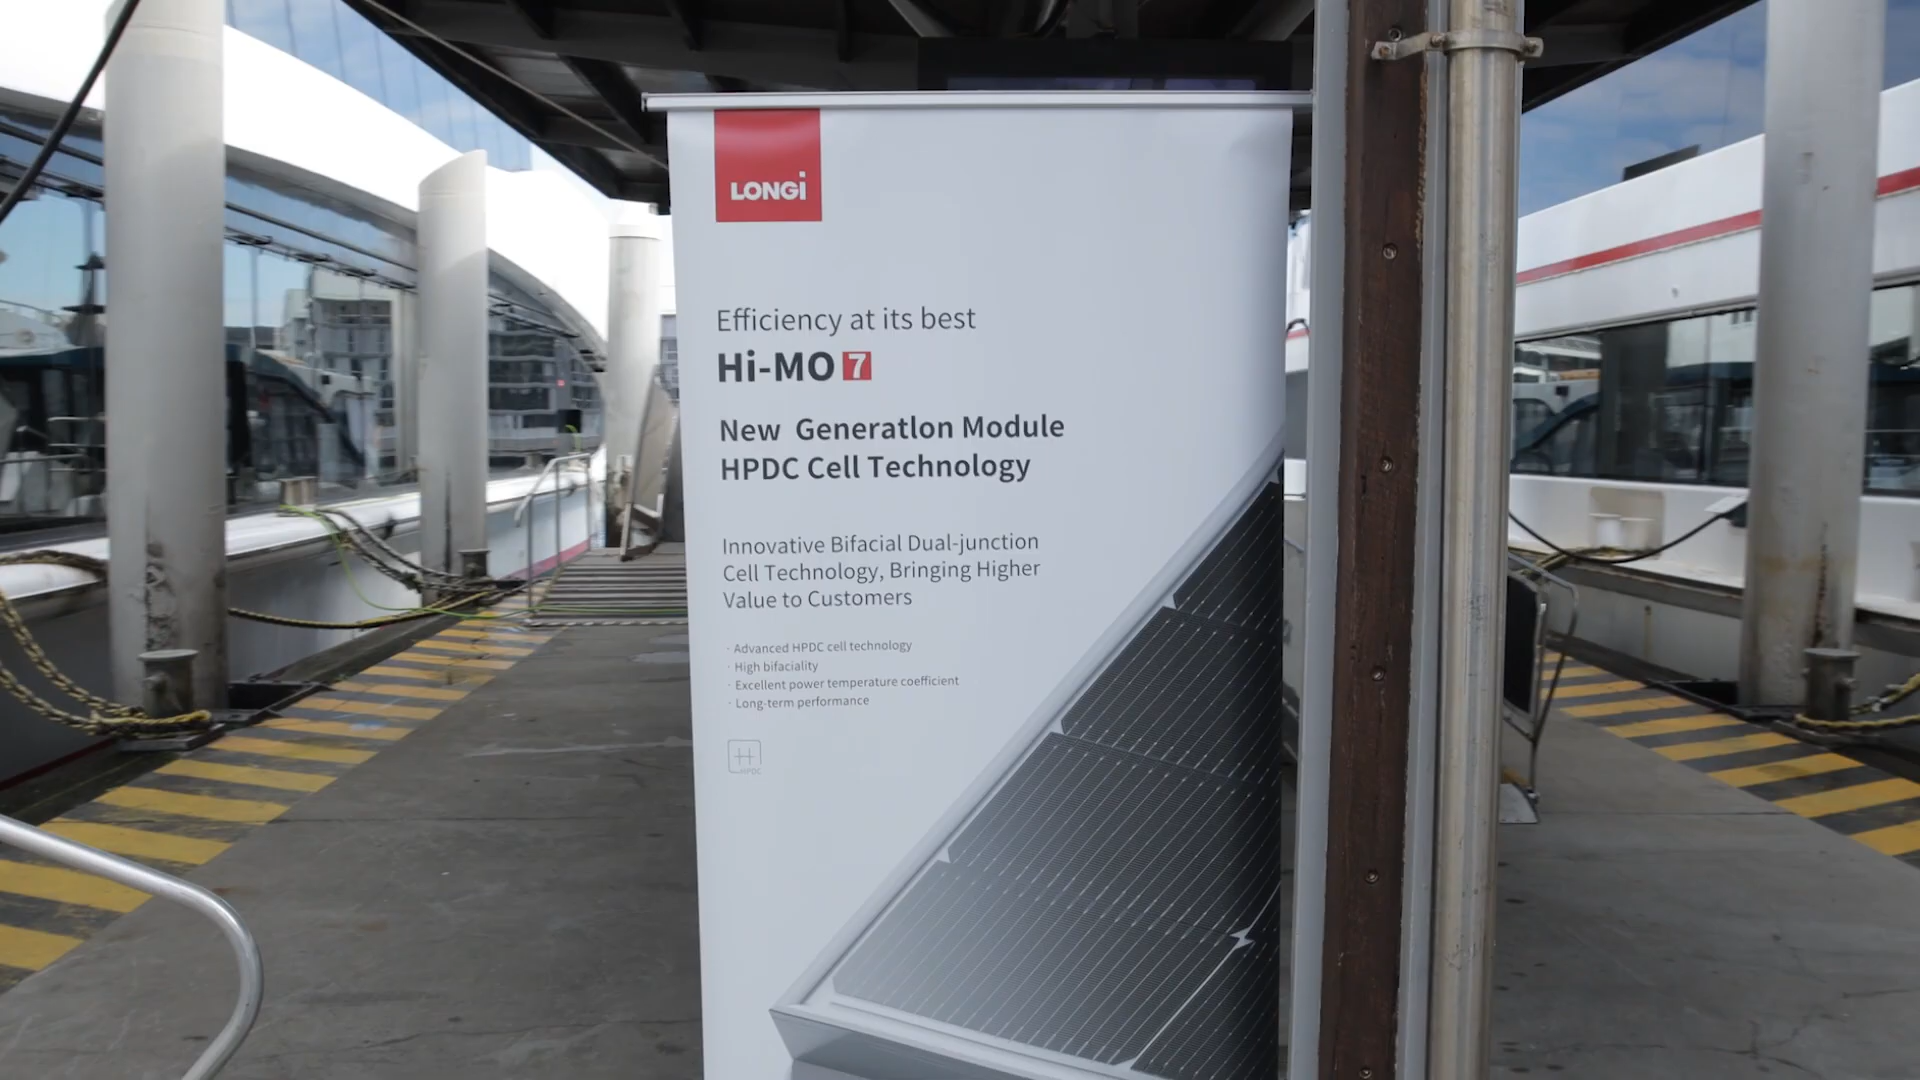 LONGi
Efficiency at its best
Hi-MO 7
New Generatlon Module
HPDC Cell Technology
Innovative Bifacial Dual-junction
Cell Technology, Bringing Higher
Value to Customers
· Advanced HPDC cell technology
· High bifaciality
· Excellent power temperature coefficient
· Long-term performance
HPDC